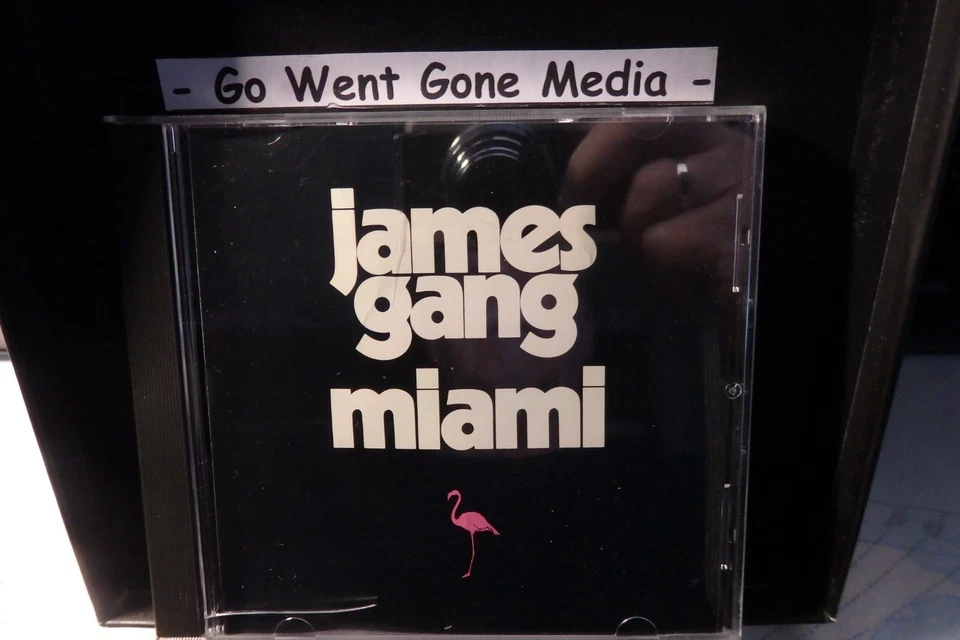 - Go Went Gone Media -
james
gang
miami